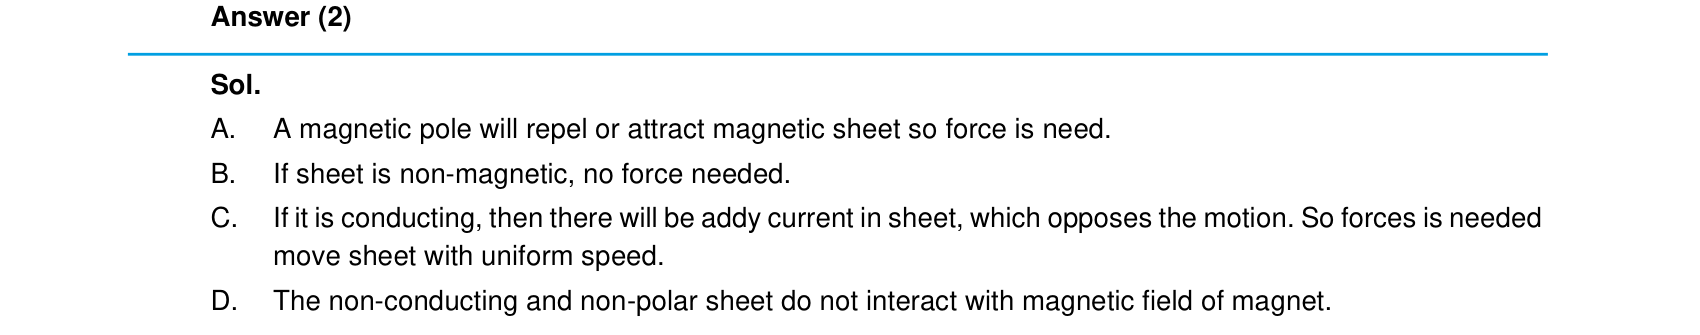 Answer (2)
Sol.
A. A magnetic pole will repel or attract magnetic sheet so force is need.
B. If sheet is non-magnetic, no force needed.
C. If it is conducting, then there will be addy current in sheet, which opposes the motion. So forces is needed
move sheet with uniform speed.
D. The non-conducting and non-polar sheet do not interact with magnetic field of magnet.